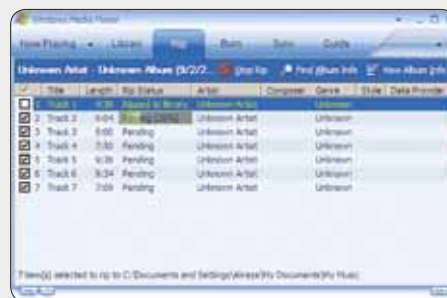 Windows Media Player
Now Playing Library Rip Burn Sync Guide
Unknown Artist - Unknown Album (9/2/2... Stop Rip Find Album Info View Album Info
Title Length Rip Status Artist Composer Genre Style Data Provider
1 Track 1 Ripped to library Unknown Artist Unknown
2 Track 2 Unknown Artist Unknown
3 Track 3 Pending Unknown Artist Unknown
4 Track 4 Pending Unknown Artist Unknown
5 Track 5 Pending Unknown Artist Unknown
6 Track 6 Pending Unknown Artist Unknown
7 Track 7 Pending Unknown Artist Unknown
7 item(s) selected to rip to C:\Documents and Settings\ \My Documents\My Music